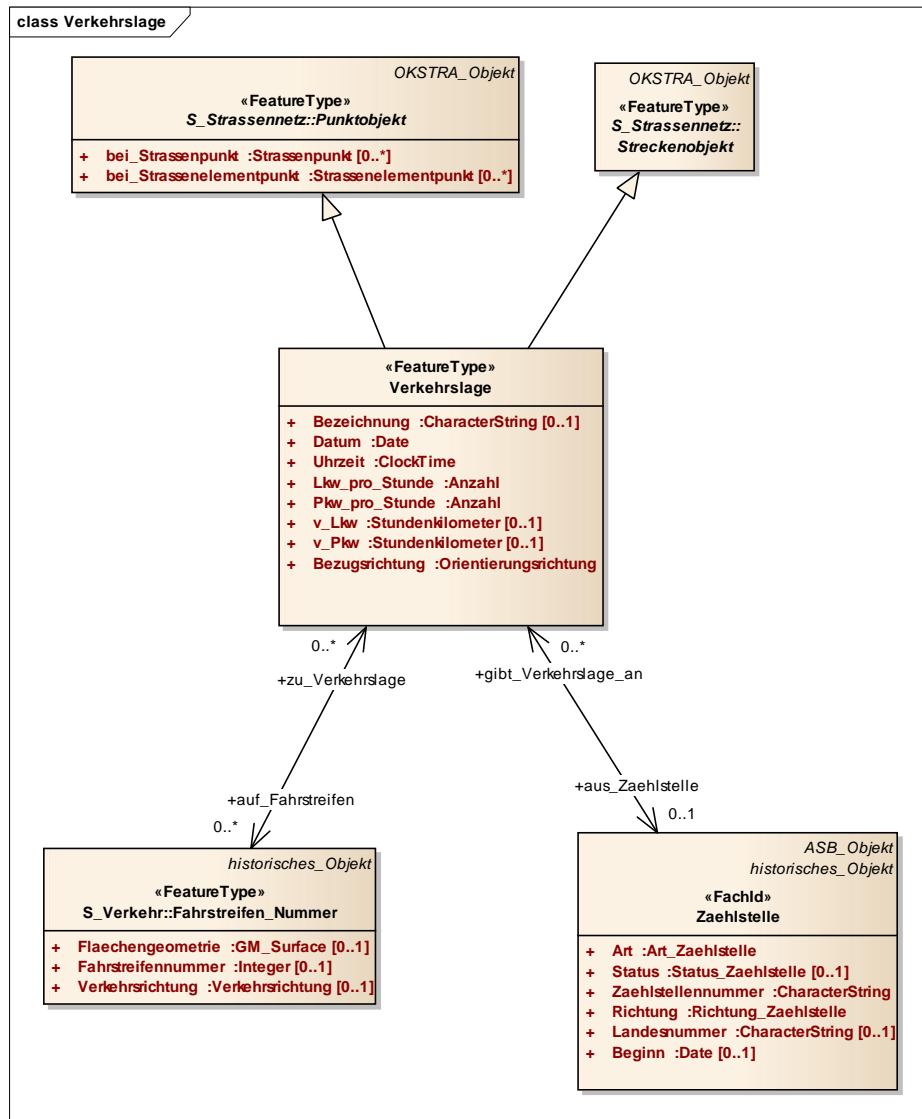 class Verkehrslage
OKSTRA_Objekt
«FeatureType»
S_Strassennetz::Punktobjekt
+ bei_Strassenpunkt :Strassenpunkt [0..*]
+ bei_Strassenelementpunkt :Strassenelementpunkt [0..*]
OKSTRA_Objekt
«FeatureType»
S_Strassennetz::
Streckenobjekt
«FeatureType»
Verkehrslage
+ Bezeichnung :CharacterString [0..1]
+ Datum :Date
+ Uhrzeit :ClockTime
+ Lkw_pro_Stunde :Anzahl
+ Pkw_pro_Stunde :Anzahl
+ v_Lkw :Stundenkilometer [0..1]
+ v_Pkw :Stundenkilometer [0..1]
+ Bezugsrichtung :Orientierungsrichtung
0..*
+zu_Verkehrslage
0..*
+gibt_Verkehrslage_an
+auf_Fahrstreifen
0..*
+aus_Zaehlstelle
0..1
historisches_Objekt
«FeatureType»
S_Verkehr::Fahrstreifen_Nummer
+ Flaechengeometrie :GM_Surface [0..1]
+ Fahrstreifennummer :Integer [0..1]
+ Verkehrsrichtung :Verkehrsrichtung [0..1]
ASB_Objekt
historisches_Objekt
«FachId»
Zaehlstelle
+ Art :Art_Zaehlstelle
+ Status :Status_Zaehlstelle [0..1]
+ Zaehlstellennummer :CharacterString
+ Richtung :Richtung_Zaehlstelle
+ Landesnummer :CharacterString [0..1]
+ Beginn :Date [0..1]